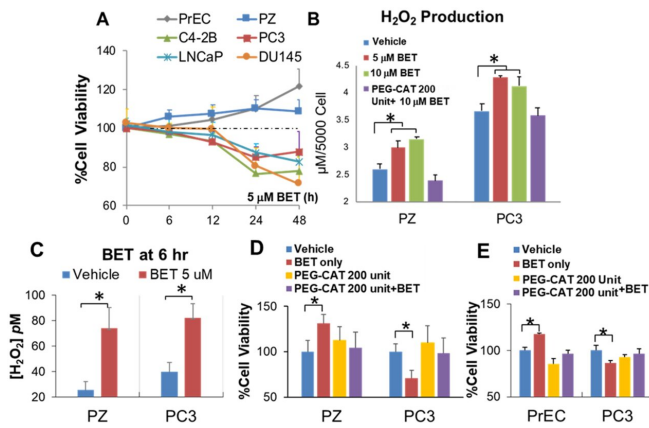 A
PrEC
PZ
C4-2B
PC3
LNCaP
DU145
%Cell Viability
140
120
100
80
60
0
6
12
24
48
5 µM BET (h)
H₂O₂ Production
B
Vehicle
5 µM BET
10 µM BET
PEG-CAT 200
Unit+ 10 µM BET
*
*
µM/5000 Cell
4.5
4
3.5
3
2.5
2
PZ
PC3
C
BET at 6 hr
Vehicle
BET 5 uM
*
*
[H₂O₂] pM
100
80
60
40
20
PZ
PC3
D
Vehicle
BET only
PEG-CAT 200 unit
PEG-CAT 200 unit+BET
*
*
%Cell Viability
200
150
100
50
PZ
PC3
E
Vehicle
BET only
PEG-CAT 200 Unit
PEG-CAT 200 unit+BET
*
*
%Cell Viability
200
150
100
50
PrEC
PC3